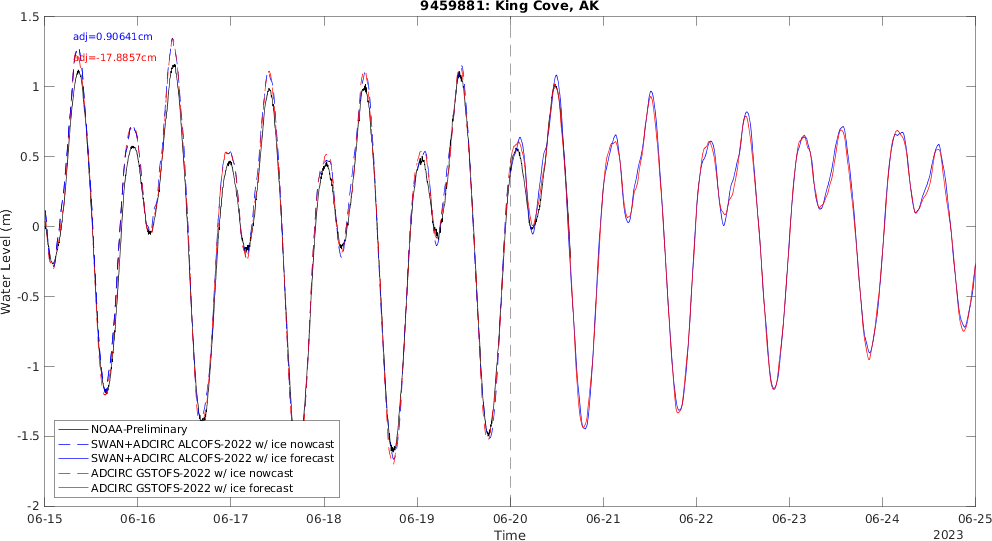 9459881: King Cove, AK
adj=0.90641cm
adj=-17.8857cm
1.5
1
0.5
0
-0.5
-1
-1.5
-2
Water Level (m)
NOAA-Preliminary
SWAN+ADCIRC ALCOFS-2022 w/ ice nowcast
SWAN+ADCIRC ALCOFS-2022 w/ ice forecast
ADCIRC GSTOFS-2022 w/ ice nowcast
ADCIRC GSTOFS-2022 w/ ice forecast
06-15 06-16 06-17 06-18 06-19 06-20 06-21 06-22 06-23 06-24 06-25
Time
2023